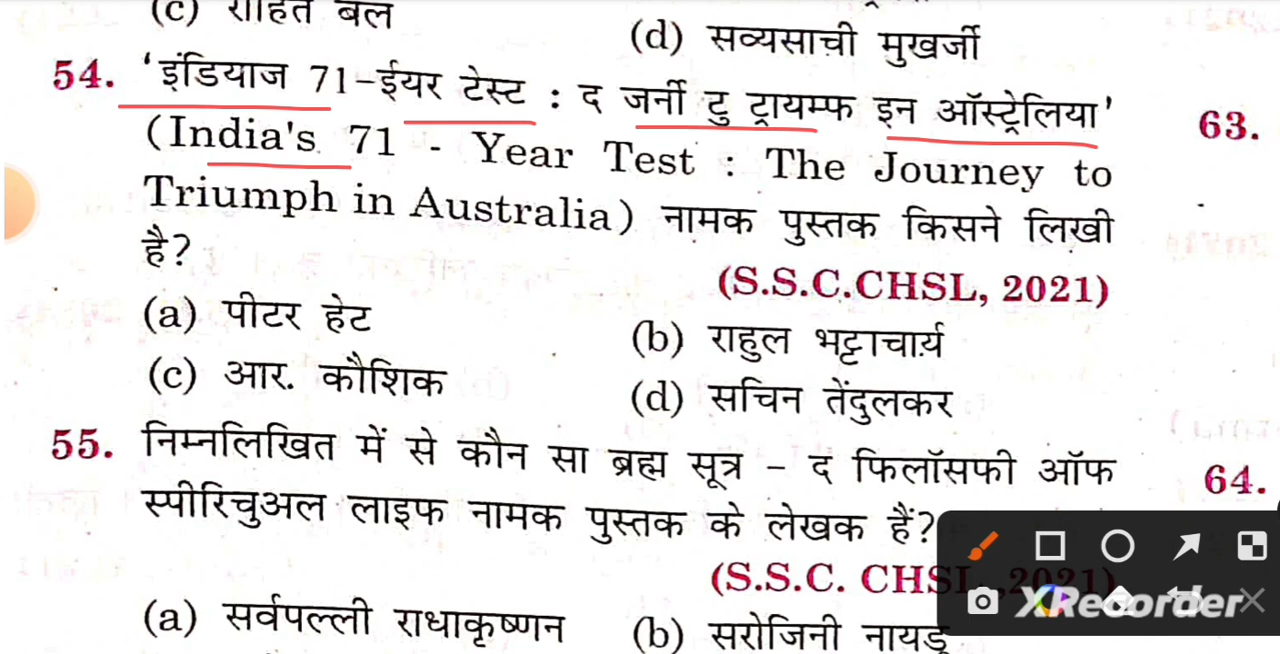 (c) रोहित बल
(d) सव्यसाची मुखर्जी
54. 'इंडियाज 71-ईयर टेस्ट : द जर्नी टु ट्रायम्फ इन ऑस्ट्रेलिया'
(India's 71 - Year Test : The Journey to
Triumph in Australia) नामक पुस्तक किसने लिखी
है?
(S.S.C.CHSL, 2021)
(a) पीटर हेट
(b) राहुल भट्टाचार्य
(c) आर. कौशिक
(d) सचिन तेंदुलकर
55. निम्नलिखित में से कौन सा ब्रह्म सूत्र - द फिलॉसफी ऑफ
स्पीरिचुअल लाइफ नामक पुस्तक के लेखक हैं?
(S.S.C. CHSL, 2021)
(a) सर्वपल्ली राधाकृष्णन
(b) सरोजिनी नायडू
63.
64.
XRecorder